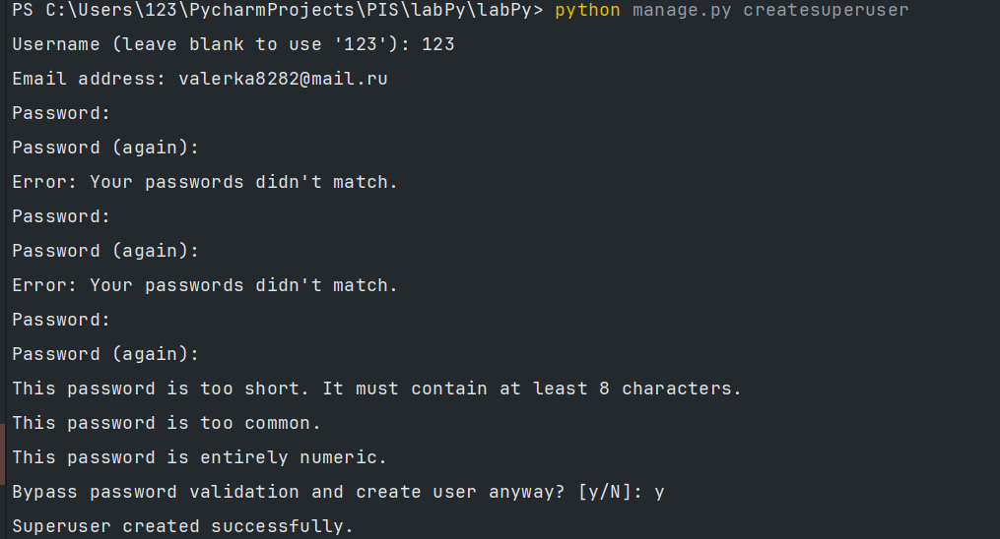 PS C:\Users\123\PycharmProjects\PIS\labPy\labPy> python manage.py createsuperuser
Username (leave blank to use '123'): 123
Email address: valerka8282@mail.ru
Password:
Password (again):
Error: Your passwords didn't match.
Password:
Password (again):
Error: Your passwords didn't match.
Password:
Password (again):
This password is too short. It must contain at least 8 characters.
This password is too common.
This password is entirely numeric.
Bypass password validation and create user anyway? [y/N]: y
Superuser created successfully.